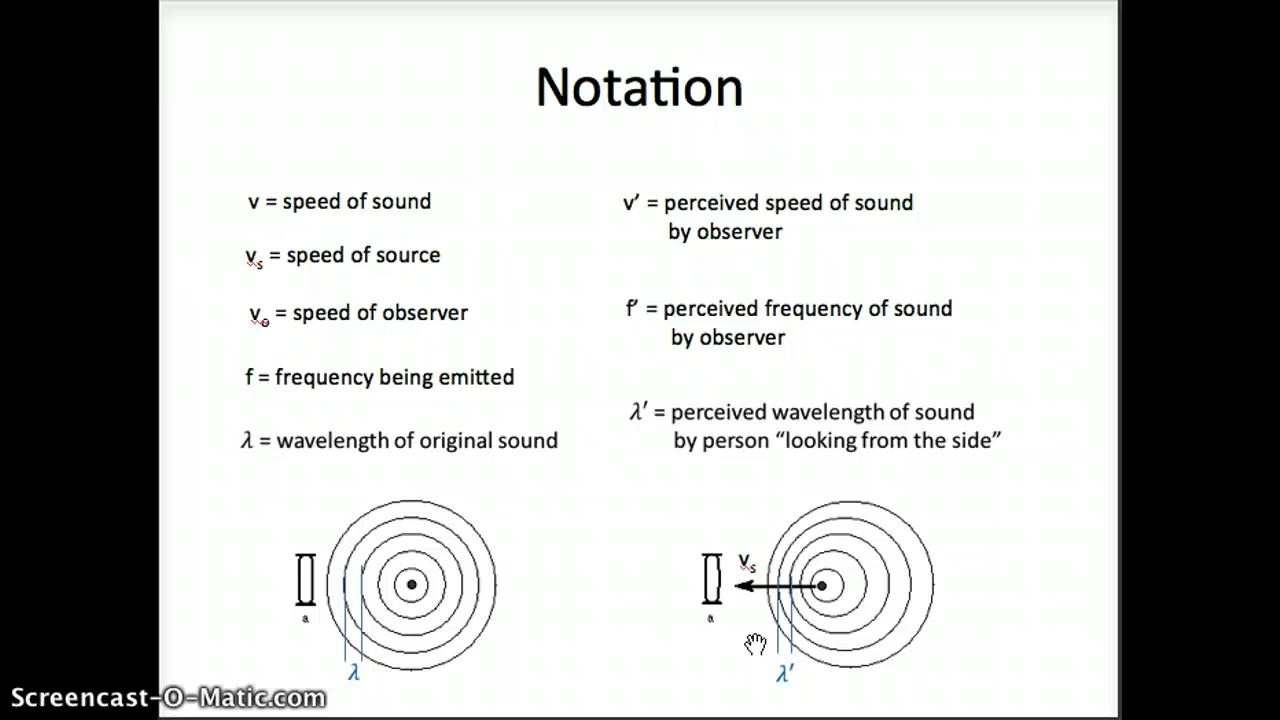 Notation
v = speed of sound
vₛ = speed of source
vₒ = speed of observer
f = frequency being emitted
λ = wavelength of original sound
v’ = perceived speed of sound
by observer
f’ = perceived frequency of sound
by observer
λ’ = perceived wavelength of sound
by person “looking from the side”
a
λ
vₛ
a
λ’
Screencast-O-Matic.com